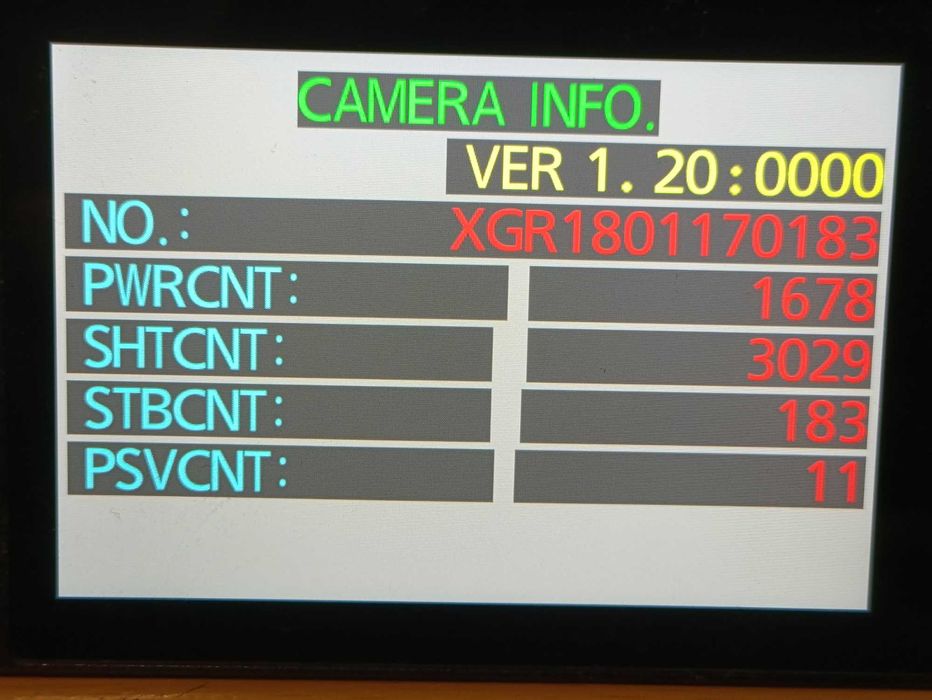 CAMERA INFO.
VER 1. 20:0000
NO.: XGR1801170183
PWRCNT: 1678
SHTCNT: 3029
STBCNT: 183
PSVCNT: 11